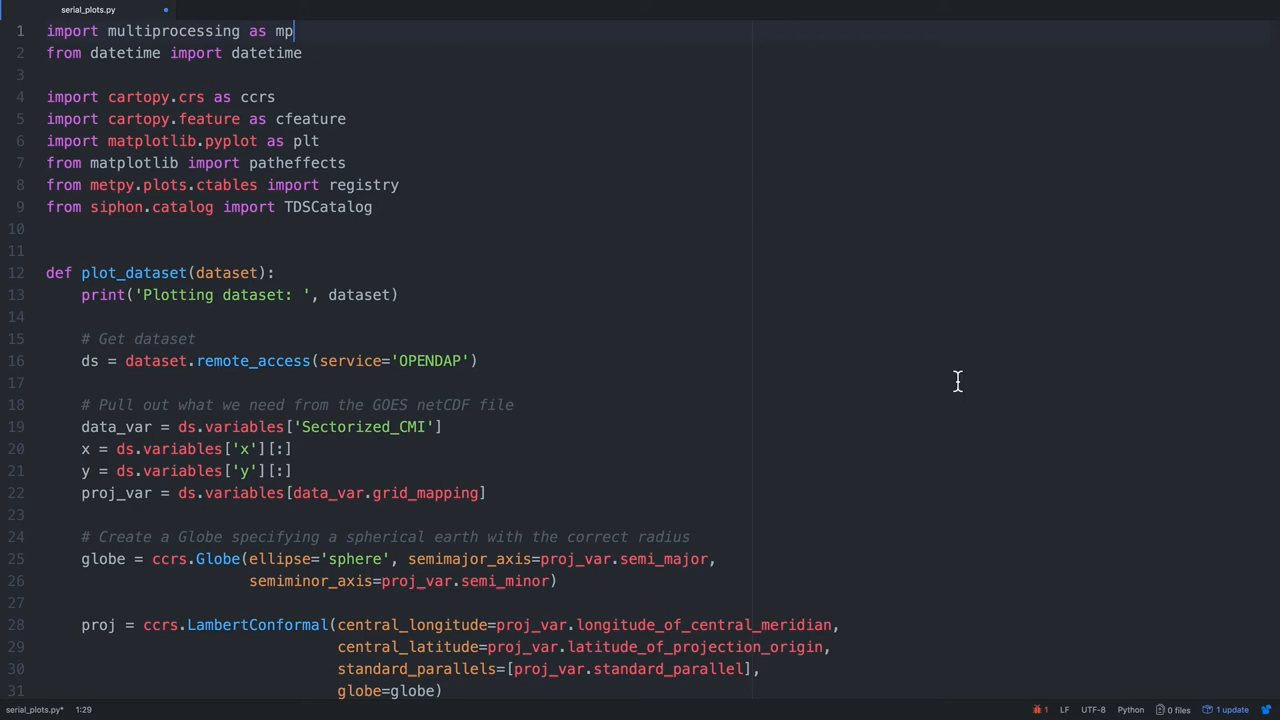 serial_plots.py
1 import multiprocessing as mp
2 from datetime import datetime
3
4 import cartopy.crs as ccrs
5 import cartopy.feature as cfeature
6 import matplotlib.pyplot as plt
7 from matplotlib import patheffects
8 from metpy.plots.ctables import registry
9 from siphon.catalog import TDSCatalog
10
11
12 def plot_dataset(dataset):
13     print('Plotting dataset: ', dataset)
14
15     # Get dataset
16     ds = dataset.remote_access(service='OPENDAP')
17
18     # Pull out what we need from the GOES netCDF file
19     data_var = ds.variables['Sectorized_CMI']
20     x = ds.variables['x'][:]
21     y = ds.variables['y'][:]
22     proj_var = ds.variables[data_var.grid_mapping]
23
24     # Create a Globe specifying a spherical earth with the correct radius
25     globe = ccrs.Globe(ellipse='sphere', semimajor_axis=proj_var.semi_major,
26                        semiminor_axis=proj_var.semi_minor)
27
28     proj = ccrs.LambertConformal(central_longitude=proj_var.longitude_of_central_meridian,
29                                  central_latitude=proj_var.latitude_of_projection_origin,
30                                  standard_parallels=[proj_var.standard_parallel],
31                                  globe=globe)
serial_plots.py* 1:29 1 LF UTF-8 Python 0 files 1 update